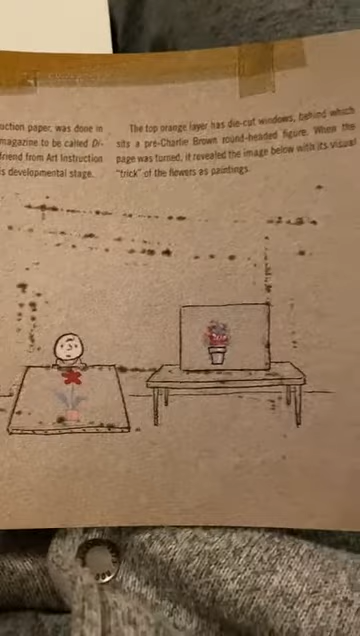 action paper, was done in
magazine to be called Di-
friend from Art Instruction
s developmental stage.
The top orange layer has die-cut windows, behind which
sits a pre-Charlie Brown round-headed figure. When the
page was turned, it revealed the image below with its visual
"trick" of the flowers as paintings.